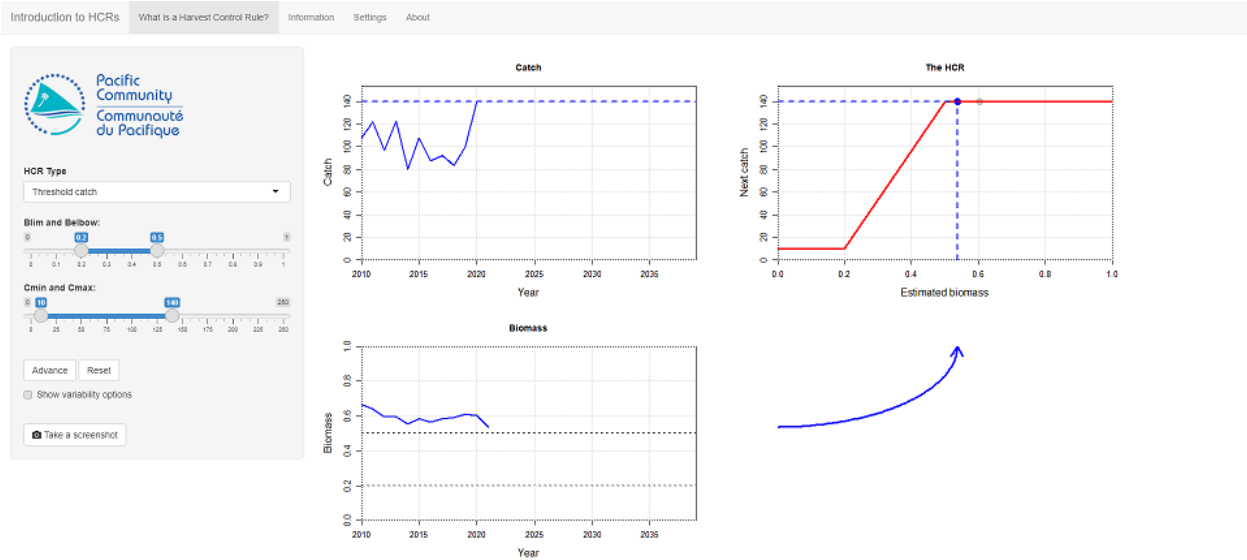 Introduction to HCRs What is a Harvest Control Rule? Information Settings About
Pacific
Community
Communauté
du Pacifique
HCR Type
Threshold catch
Blim and Belbow:
0 0.2 0.5 1
0 0.1 0.2 0.3 0.4 0.5 0.6 0.7 0.8 0.9 1
Cmin and Cmax:
0 10 140 250
0 25 50 75 100 125 150 175 200 225 250
Advance Reset
Show variability options
Take a screenshot
Catch
Catch
0 20 40 60 80 100 120 140
2010 2015 2020 2025 2030 2035
Year
The HCR
Next catch
0 20 40 60 80 100 120 140
0.0 0.2 0.4 0.6 0.8 1.0
Estimated biomass
Biomass
Biomass
0.0 0.2 0.4 0.6 0.8 1.0
2010 2015 2020 2025 2030 2035
Year